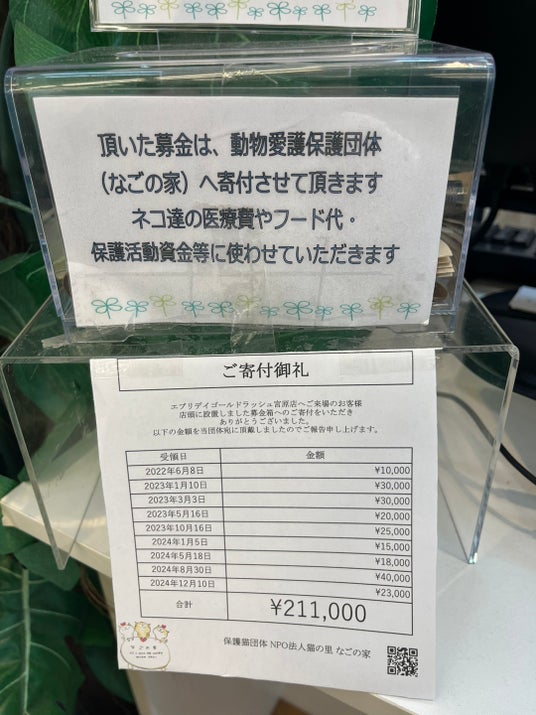 頂いた募金は、動物愛護保護団体
(なごの家)へ寄付させて頂きます
ネコ達の医療費やフード代・
保護活動資金等に使わせていただきます
ご寄付御礼
エブリデイゴールドラッシュ宮原店へご来場のお客様
店頭に設置しました募金箱へのご寄付をいただき
ありがとうございました。
以下の金額を当団体宛に頂戴しましたのでご報告申し上げます。
受領日 金額
2022年6月8日 ¥10,000
2023年1月10日 ¥30,000
2023年3月3日 ¥30,000
2023年5月16日 ¥20,000
2023年10月16日 ¥25,000
2024年1月5日 ¥15,000
2024年5月18日 ¥18,000
2024年8月30日 ¥40,000
2024年12月10日 ¥23,000
合計 ¥211,000
なごの家
保護猫団体 NPO法人猫の里 なごの家